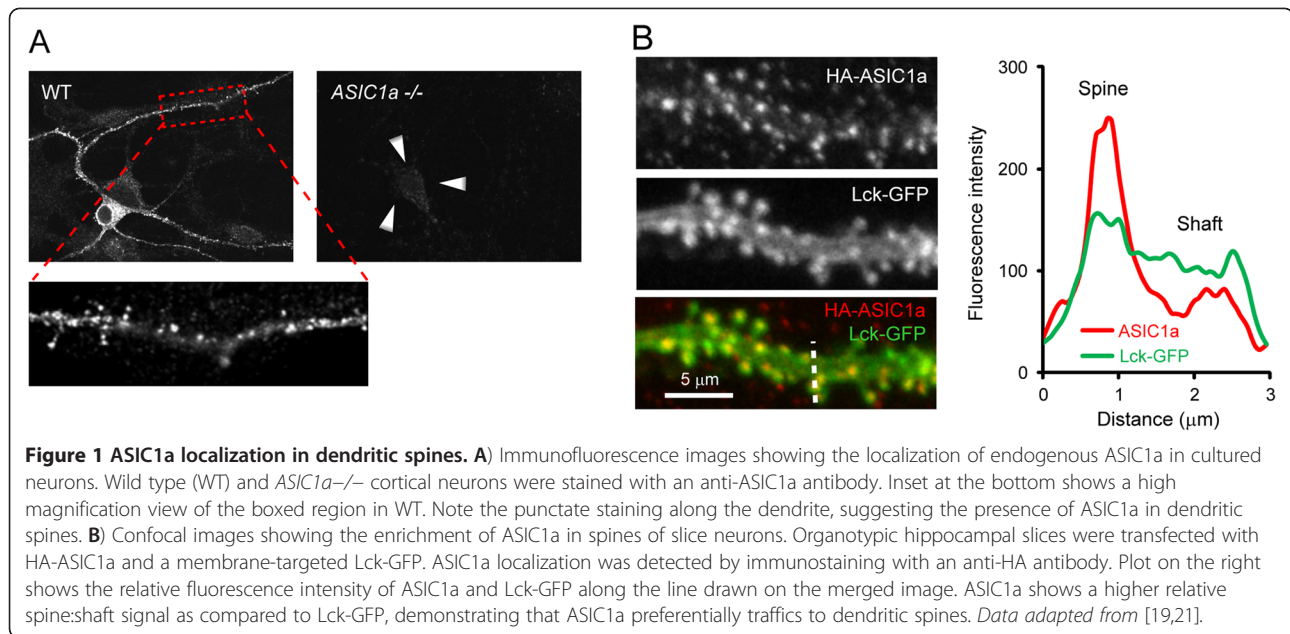 A
WT
ASIC1a -/-
B
HA-ASIC1a
Lck-GFP
HA-ASIC1a
Lck-GFP
5 μm
300
200
100
0
Fluorescence intensity
Spine
Shaft
ASIC1a
Lck-GFP
0
1
2
3
Distance (μm)
Figure 1 ASIC1a localization in dendritic spines. A) Immunofluorescence images showing the localization of endogenous ASIC1a in cultured
neurons. Wild type (WT) and ASIC1a−/− cortical neurons were stained with an anti-ASIC1a antibody. Inset at the bottom shows a high
magnification view of the boxed region in WT. Note the punctate staining along the dendrite, suggesting the presence of ASIC1a in dendritic
spines. B) Confocal images showing the enrichment of ASIC1a in spines of slice neurons. Organotypic hippocampal slices were transfected with
HA-ASIC1a and a membrane-targeted Lck-GFP. ASIC1a localization was detected by immunostaining with an anti-HA antibody. Plot on the right
shows the relative fluorescence intensity of ASIC1a and Lck-GFP along the line drawn on the merged image. ASIC1a shows a higher relative
spine:shaft signal as compared to Lck-GFP, demonstrating that ASIC1a preferentially traffics to dendritic spines. Data adapted from [19,21].